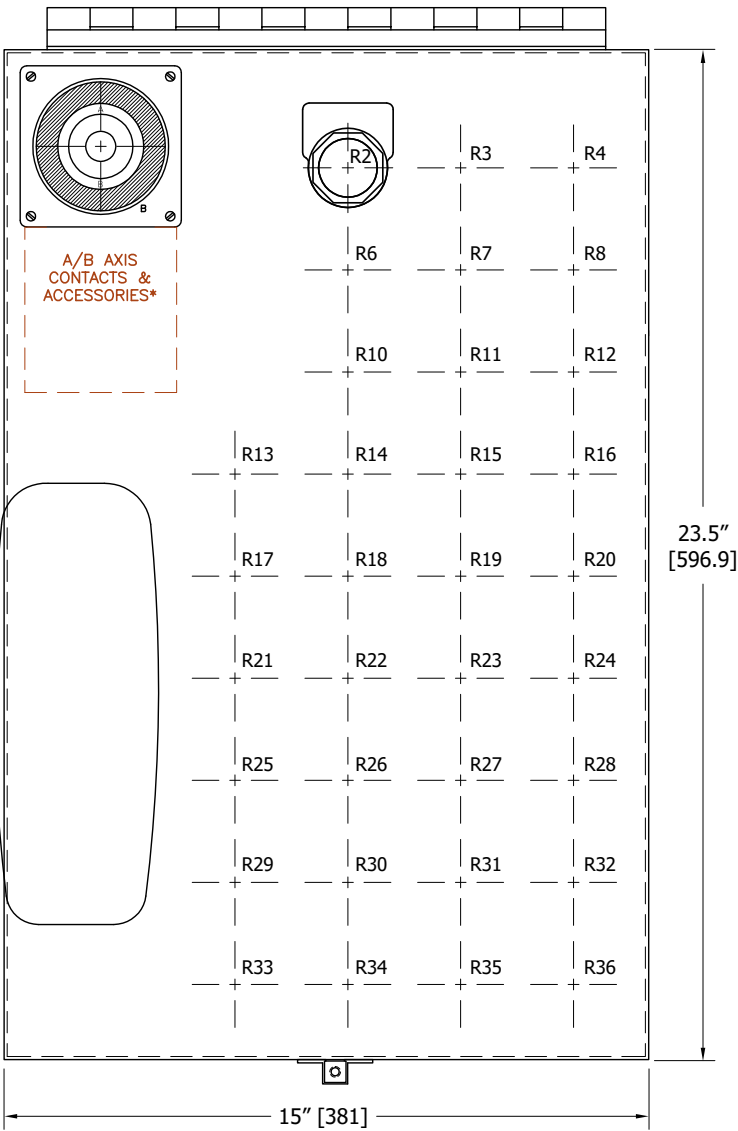 A
B
B
R2
R3
R4
A/B AXIS
CONTACTS &
ACCESSORIES*
R6
R7
R8
R10
R11
R12
R13
R14
R15
R16
R17
R18
R19
R20
23.5"
[596.9]
R21
R22
R23
R24
R25
R26
R27
R28
R29
R30
R31
R32
R33
R34
R35
R36
15" [381]